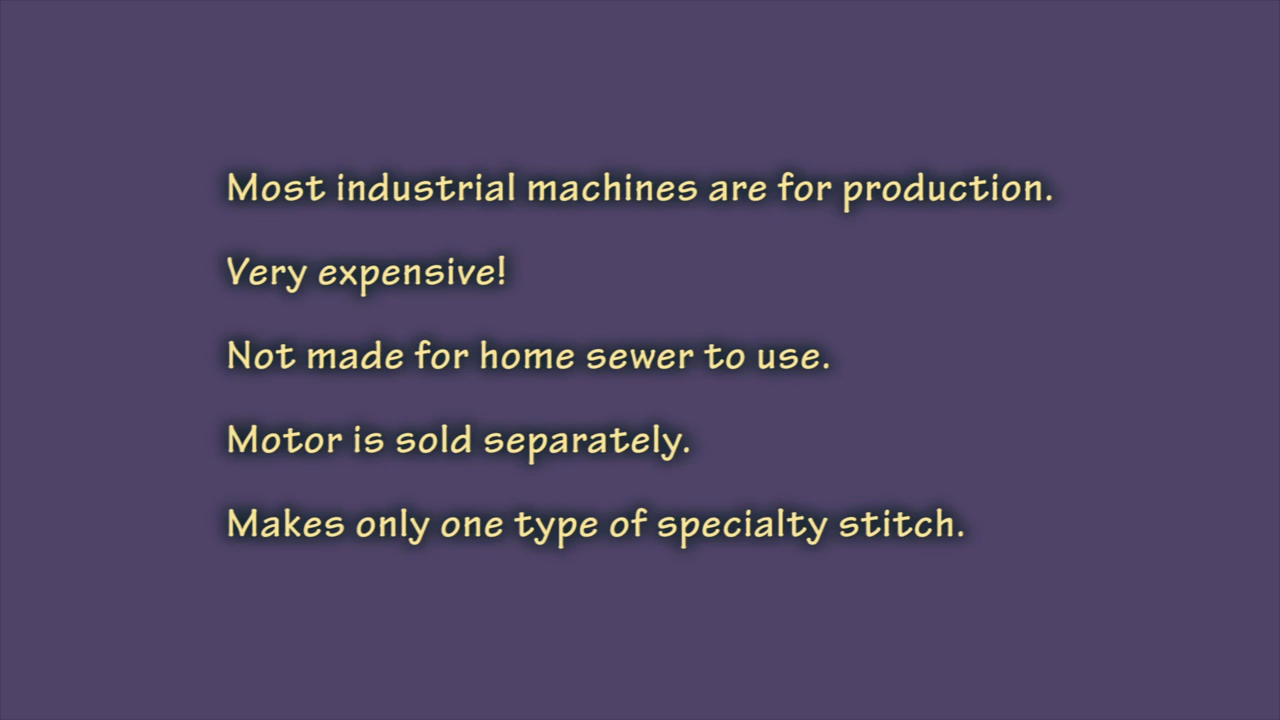 Most industrial machines are for production.
Very expensive!
Not made for home sewer to use.
Motor is sold separately.
Makes only one type of specialty stitch.